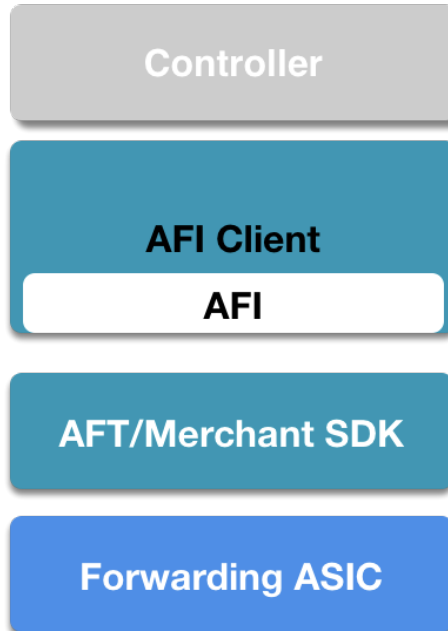 Controller
AFI Client
AFI
AFT/Merchant SDK
Forwarding ASIC